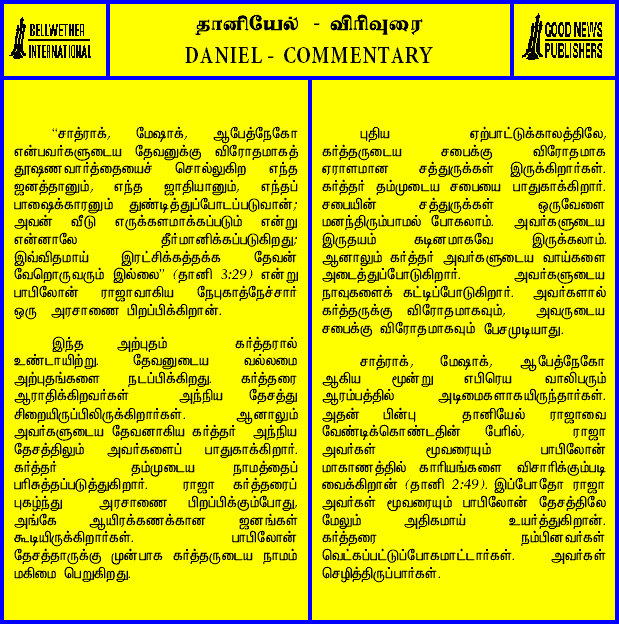 BELLWETHER
INTERNATIONAL
தானியேல் - விரிவுரை
DANIEL - COMMENTARY
GOOD NEWS
PUBLISHERS
“சாத்ராக், மேஷாக், ஆபேத்நேகோ
என்பவர்களுடைய தேவனுக்கு விரோதமாகத்
தூஷணவார்த்தையைச் சொல்லுகிற எந்த
ஜனத்தானும், எந்த ஜாதியானும், எந்தப்
பாஷைக்காரனும் துண்டித்துப்போடப்படுவான்;
அவன் வீடு எருக்களமாக்கப்படும் என்று
என்னாலே தீர்மானிக்கப்படுகிறது;
இவ்விதமாய் இரட்சிக்கத்தக்க தேவன்
வேறொருவரும் இல்லை” (தானி 3:29) என்று
பாபிலோன் ராஜாவாகிய நேபுகாத்நேச்சார்
ஒரு அரசாணை பிறப்பிக்கிறான்.
இந்த அற்புதம் கர்த்தரால்
உண்டாயிற்று. தேவனுடைய வல்லமை
அற்புதங்களை நடப்பிக்கிறது. கர்த்தரை
ஆராதிக்கிறவர்கள் அந்நிய தேசத்து
சிறையிருப்பிலிருக்கிறார்கள். ஆனாலும்
அவர்களுடைய தேவனாகிய கர்த்தர் அந்நிய
தேசத்திலும் அவர்களைப் பாதுகாக்கிறார்.
கர்த்தர் தம்முடைய நாமத்தைப்
பரிசுத்தப்படுத்துகிறார். ராஜா கர்த்தரைப்
புகழ்ந்து அரசாணை பிறப்பிக்கும்போது,
அங்கே ஆயிரக்கணக்கான ஜனங்கள்
கூடியிருக்கிறார்கள். பாபிலோன்
தேசத்தாருக்கு முன்பாக கர்த்தருடைய நாமம்
மகிமை பெறுகிறது.
புதிய ஏற்பாட்டுக்காலத்திலே,
கர்த்தருடைய சபைக்கு விரோதமாக
ஏராளமான சத்துருக்கள் இருக்கிறார்கள்.
கர்த்தர் தம்முடைய சபையை பாதுகாக்கிறார்.
சபையின் சத்துருக்கள் ஒருவேளை
மனந்திரும்பாமல் போகலாம். அவர்களுடைய
இருதயம் கடினமாகவே இருக்கலாம்.
ஆனாலும் கர்த்தர் அவர்களுடைய வாய்களை
அடைத்துப்போடுகிறார். அவர்களுடைய
நாவுகளைக் கட்டிப்போடுகிறார். அவர்களால்
கர்த்தருக்கு விரோதமாகவும், அவருடைய
சபைக்கு விரோதமாகவும் பேசமுடியாது.
சாத்ராக், மேஷாக், ஆபேத்நேகோ
ஆகிய மூன்று எபிரெய வாலிபரும்
ஆரம்பத்தில் அடிமைகளாகயிருந்தார்கள்.
அதன் பின்பு தானியேல் ராஜாவை
வேண்டிக்கொண்டதின் பேரில், ராஜா
அவர்கள் மூவரையும் பாபிலோன்
மாகாணத்தில் காரியங்களை விசாரிக்கும்படி
வைக்கிறான் (தானி 2:49). இப்போதோ ராஜா
அவர்கள் மூவரையும் பாபிலோன் தேசத்திலே
மேலும் அதிகமாய் உயர்த்துகிறான்.
கர்த்தரை நம்பினவர்கள்
வெட்கப்பட்டுப்போகமாட்டார்கள். அவர்கள்
செழித்திருப்பார்கள்.